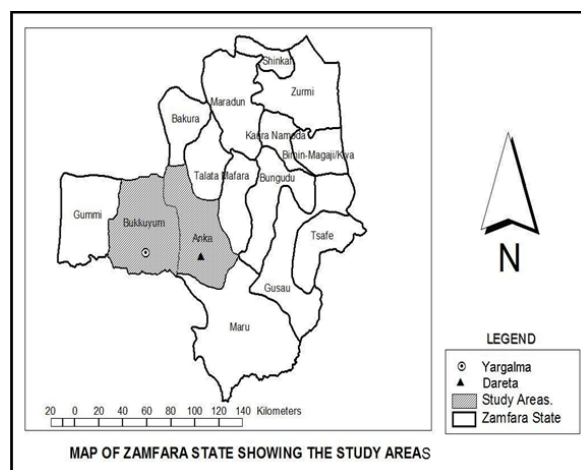 Shinkafi
Zurmi
Maradun
Bakura
Kaura Namoda
Birnin-Magaji/Kiya
Talata Mafara
Bungudu
Gummi
Bukkuyum
Anka
Tsafe
Gusau
Maru
N
LEGEND
Yargalma
Dareta
Study Areas.
Zamfara State
20 0 20 40 60 80 100 120 140 Kilometers
MAP OF ZAMFARA STATE SHOWING THE STUDY AREAS